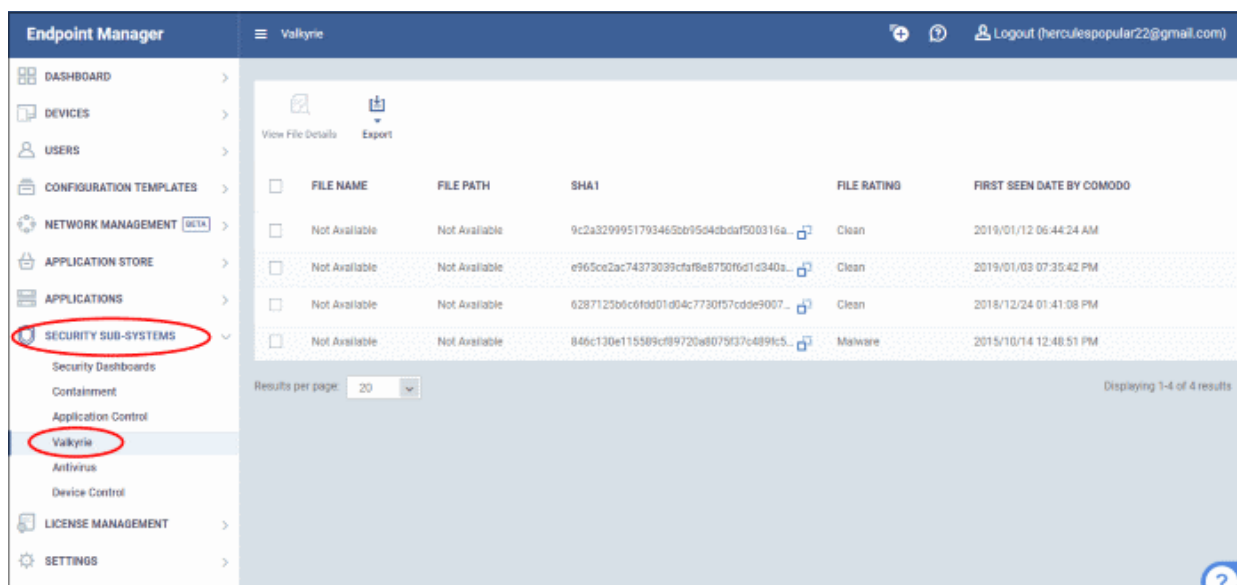 Endpoint Manager
Valkyrie
Logout (herculespopular22@gmail.com)
DASHBOARD
DEVICES
USERS
CONFIGURATION TEMPLATES
NETWORK MANAGEMENT BETA
APPLICATION STORE
APPLICATIONS
SECURITY SUB-SYSTEMS
Security Dashboards
Containment
Application Control
Valkyrie
Antivirus
Device Control
LICENSE MANAGEMENT
SETTINGS
View File Details Export
FILE NAME FILE PATH SHA1 FILE RATING FIRST SEEN DATE BY COMODO
Not Available Not Available 9c2a3299951793465bb95d4dbdaf500316a... Clean 2019/01/12 06:44:24 AM
Not Available Not Available e965ce2ac74373039cfaf8e8750f6d1d340a... Clean 2019/01/03 07:35:42 PM
Not Available Not Available 6287125b6c6fdd01d04c7730f57cdde9007... Clean 2018/12/24 01:41:08 PM
Not Available Not Available 846c130e115589cf89720a8075f37c489fc5... Malware 2015/10/14 12:48:51 PM
Results per page: 20 Displaying 1-4 of 4 results